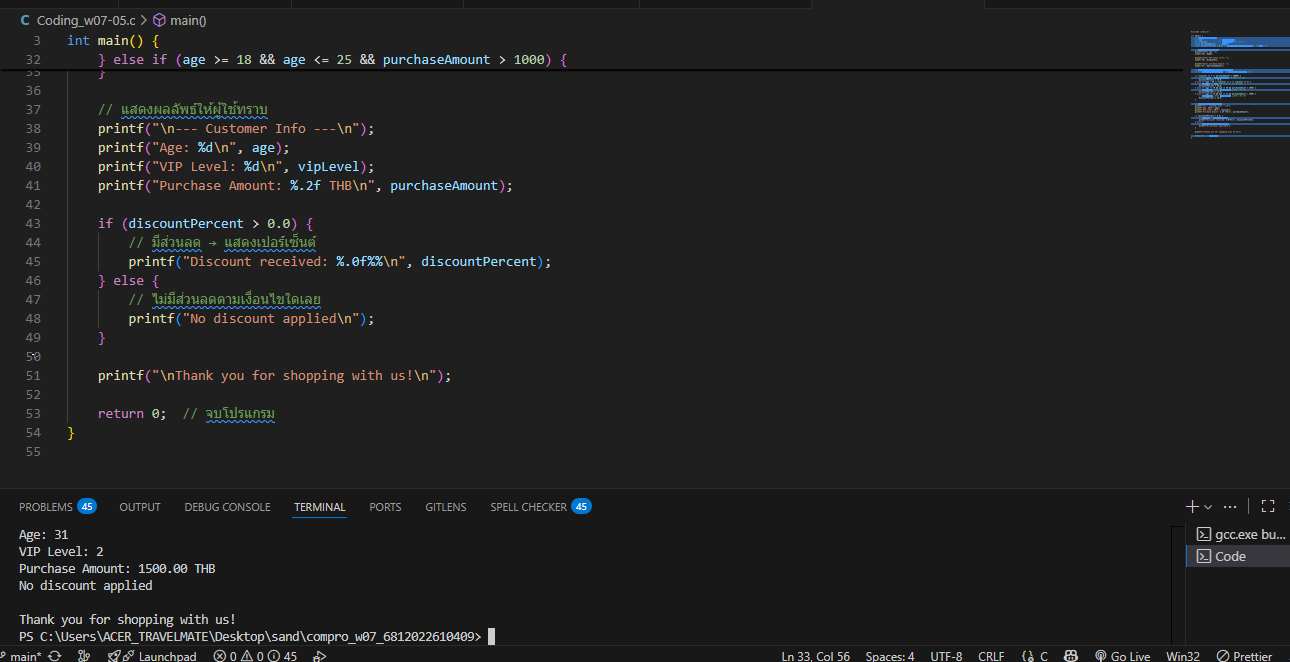 Coding_w07-05.c > main()
3 int main() {
32 } else if (age >= 18 && age <= 25 && purchaseAmount > 1000) {
35 }
36
37 // แสดงผลลัพธ์ให้ผู้ใช้ทราบ
38 printf("\n--- Customer Info ---\n");
39 printf("Age: %d\n", age);
40 printf("VIP Level: %d\n", vipLevel);
41 printf("Purchase Amount: %.2f THB\n", purchaseAmount);
42
43 if (discountPercent > 0.0) {
44 // มีส่วนลด → แสดงเปอร์เซ็นต์
45 printf("Discount received: %.0f%%\n", discountPercent);
46 } else {
47 // ไม่มีส่วนลดตามเงื่อนไขใดเลย
48 printf("No discount applied\n");
49 }
50
51 printf("\nThank you for shopping with us!\n");
52
53 return 0; // จบโปรแกรม
54 }
55
PROBLEMS 45 OUTPUT DEBUG CONSOLE TERMINAL PORTS GITLENS SPELL CHECKER 45
Age: 31
VIP Level: 2
Purchase Amount: 1500.00 THB
No discount applied
Thank you for shopping with us!
PS C:\Users\ACER_TRAVELMATE\Desktop\sand\compro_w07_6812022610409>
gcc.exe bu...
Code
main* Launchpad 0 0 45 Ln 33, Col 56 Spaces: 4 UTF-8 CRLF {} C Go Live Win32 Prettier